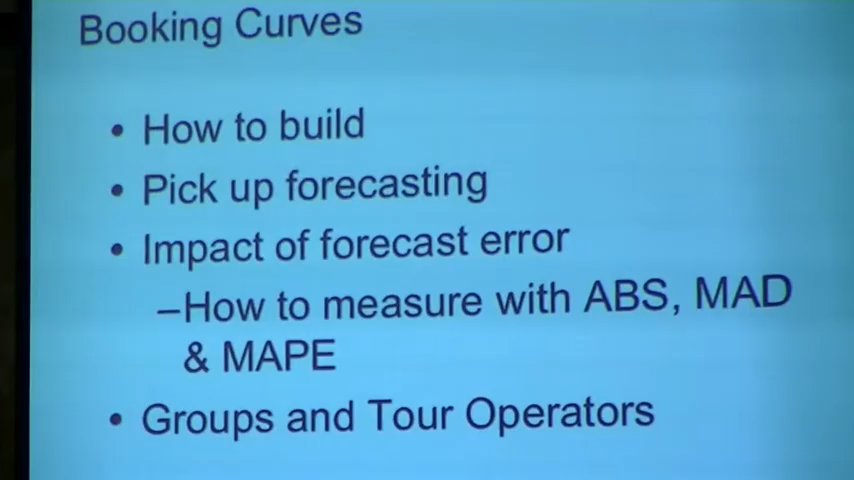 Booking Curves
• How to build
• Pick up forecasting
• Impact of forecast error
–How to measure with ABS, MAD
& MAPE
• Groups and Tour Operators